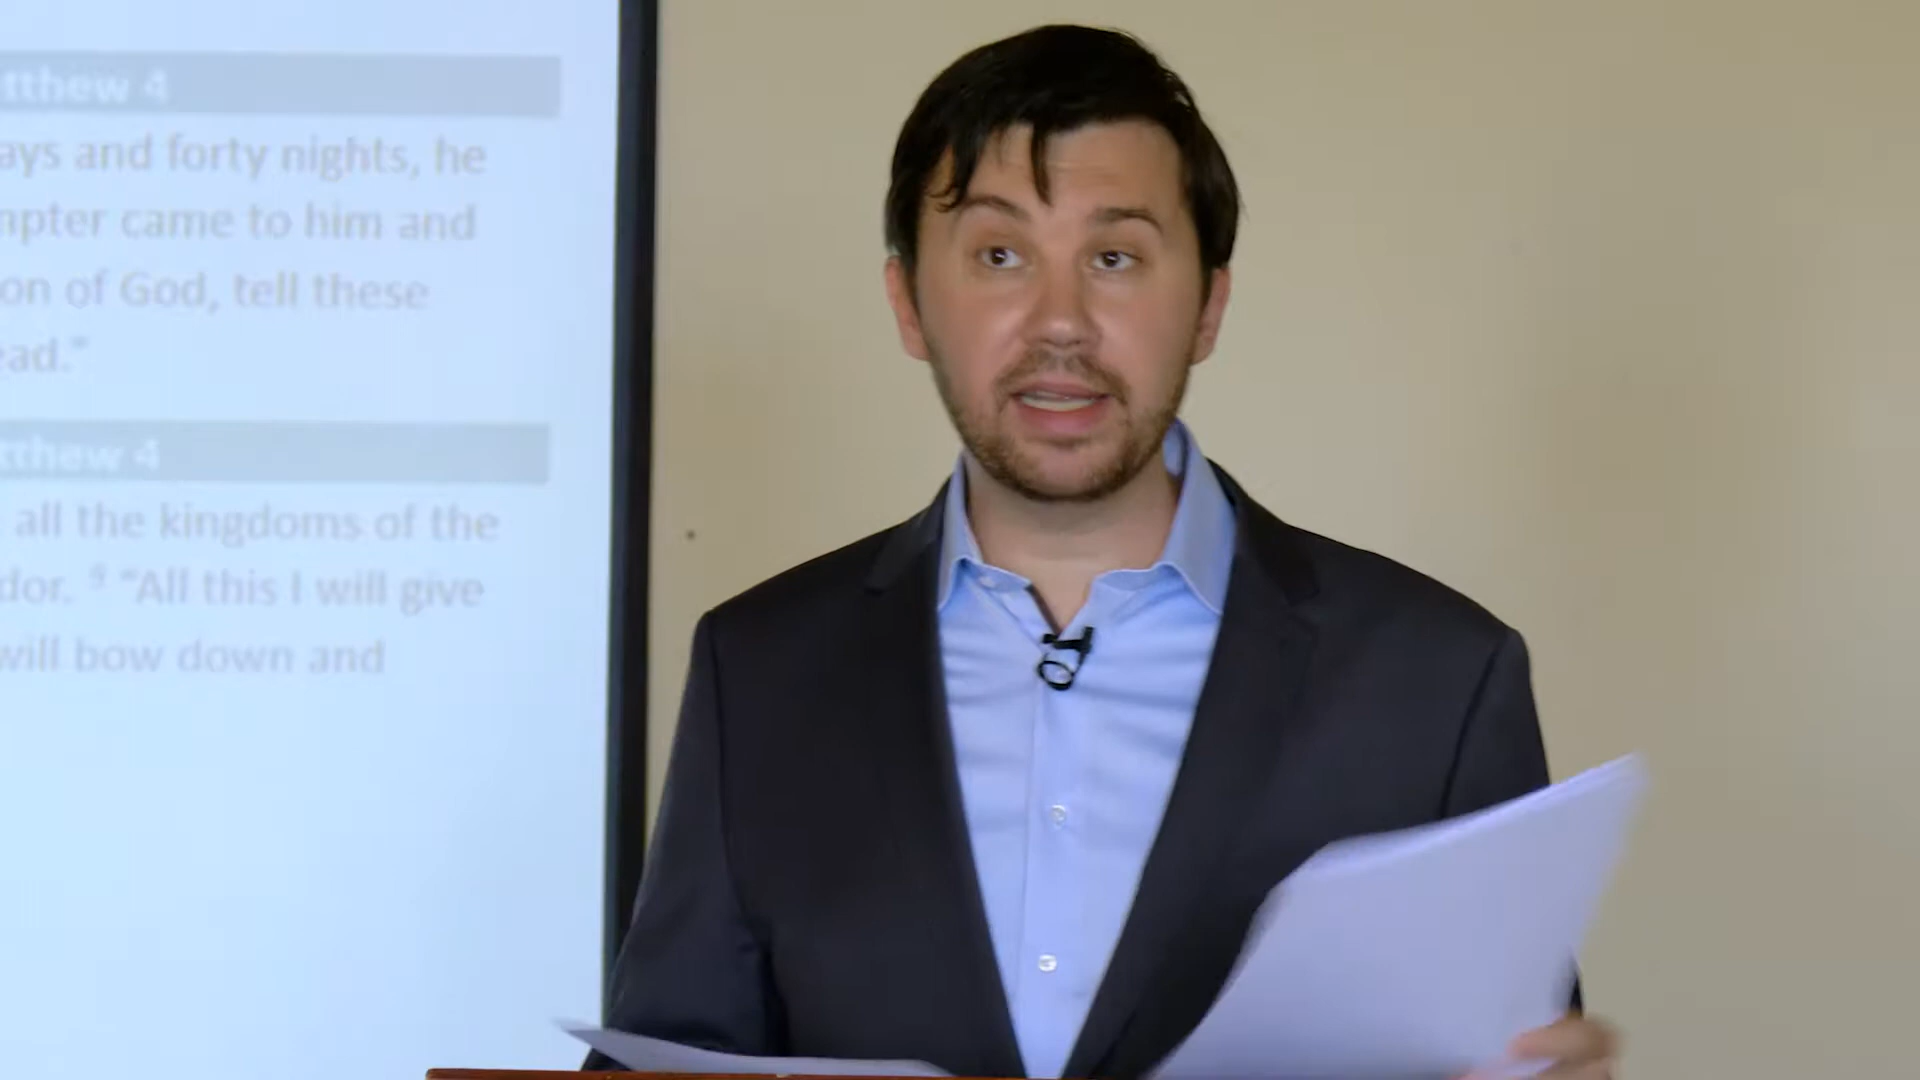 tthew 4
ays and forty nights, he
mpter came to him and
on of God, tell these
ead."
tthew 4
all the kingdoms of the
dor. 9 "All this I will give
will bow down and